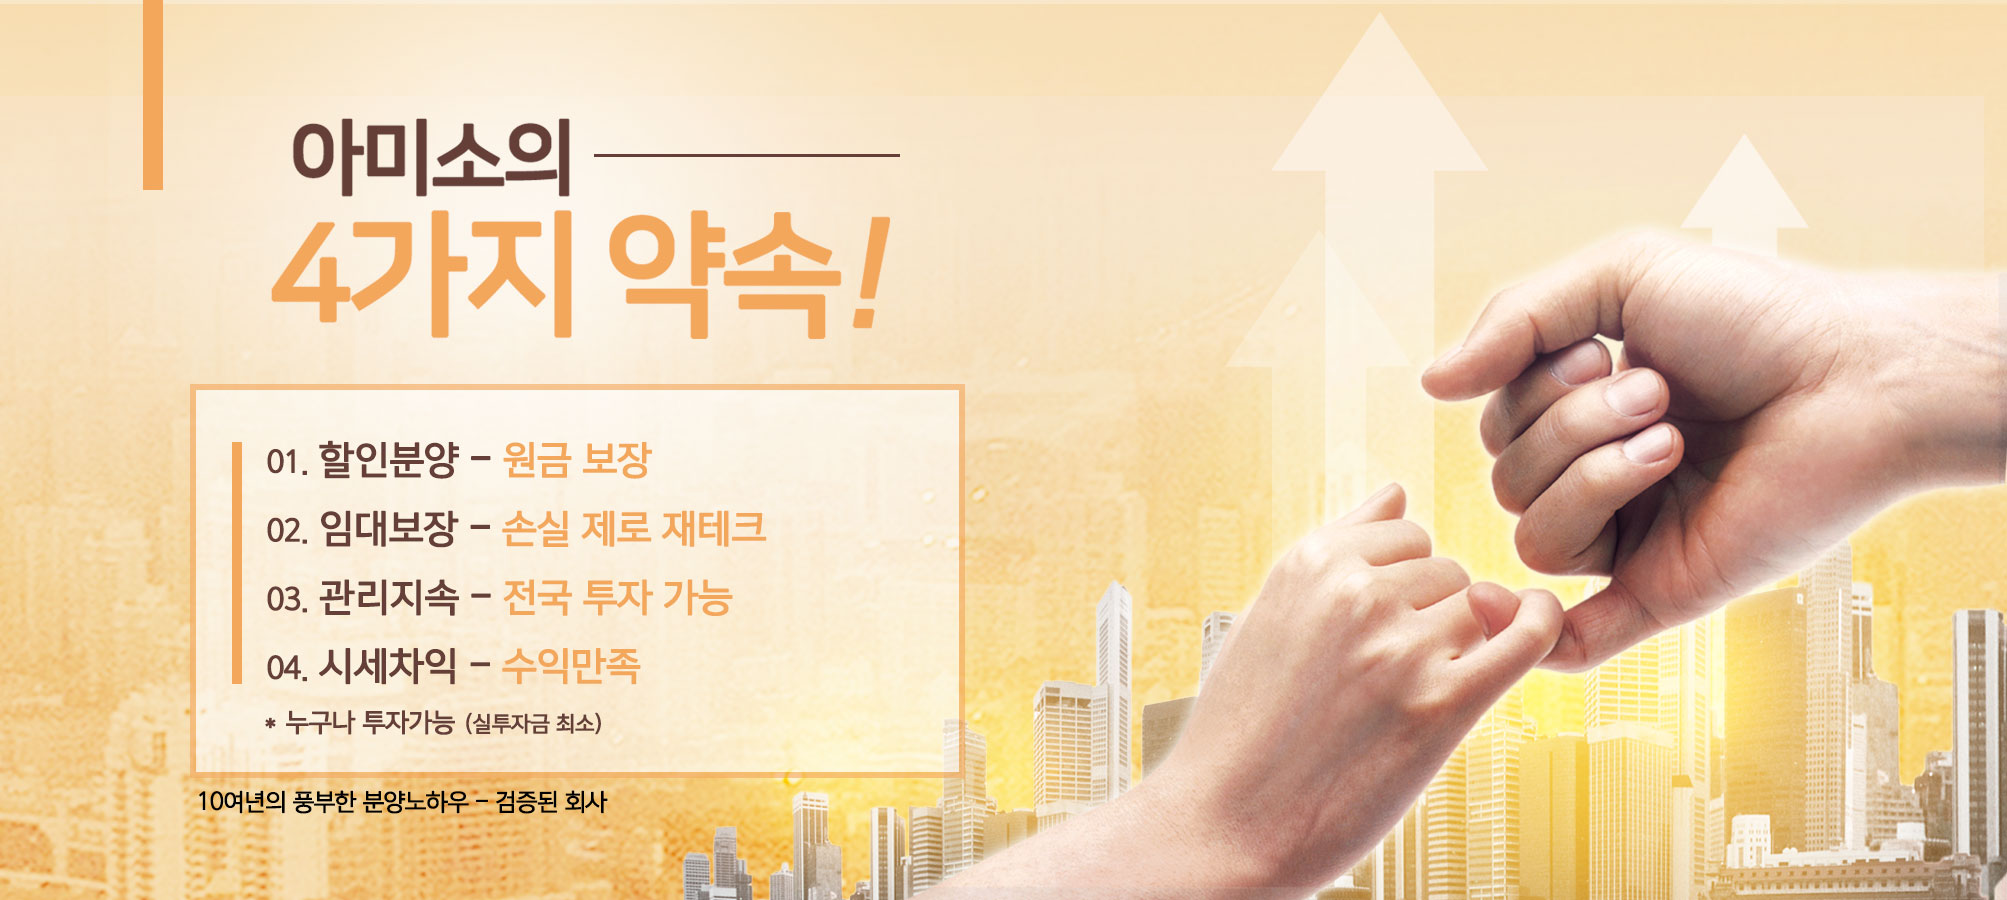 아미소의
4가지 약속!
01. 할인분양 - 원금 보장
02. 임대보장 - 손실 제로 재테크
03. 관리지속 - 전국 투자 가능
04. 시세차익 - 수익만족
* 누구나 투자가능 (실투자금 최소)
10여년의 풍부한 분양노하우 - 검증된 회사